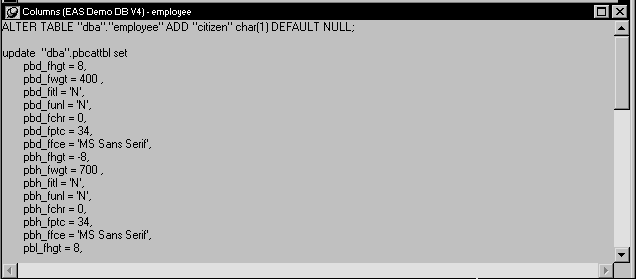 Columns (EAS Demo DB V4) - employee
ALTER TABLE "dba"."employee" ADD "citizen" char(1) DEFAULT NULL;
update "dba".pbcattbl set
pbd_fhgt = 8,
pbd_fwgt = 400 ,
pbd_fitl = 'N',
pbd_funl = 'N',
pbd_fchr = 0,
pbd_fptc = 34,
pbd_ffce = 'MS Sans Serif',
pbh_fhgt = -8,
pbh_fwgt = 700 ,
pbh_fitl = 'N',
pbh_funl = 'N',
pbh_fchr = 0,
pbh_fptc = 34,
pbh_ffce = 'MS Sans Serif',
pbl_fhgt = 8,